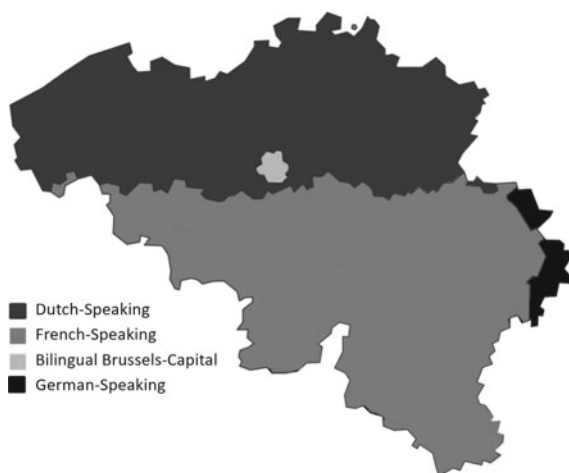 Dutch-Speaking
French-Speaking
Bilingual Brussels-Capital
German-Speaking